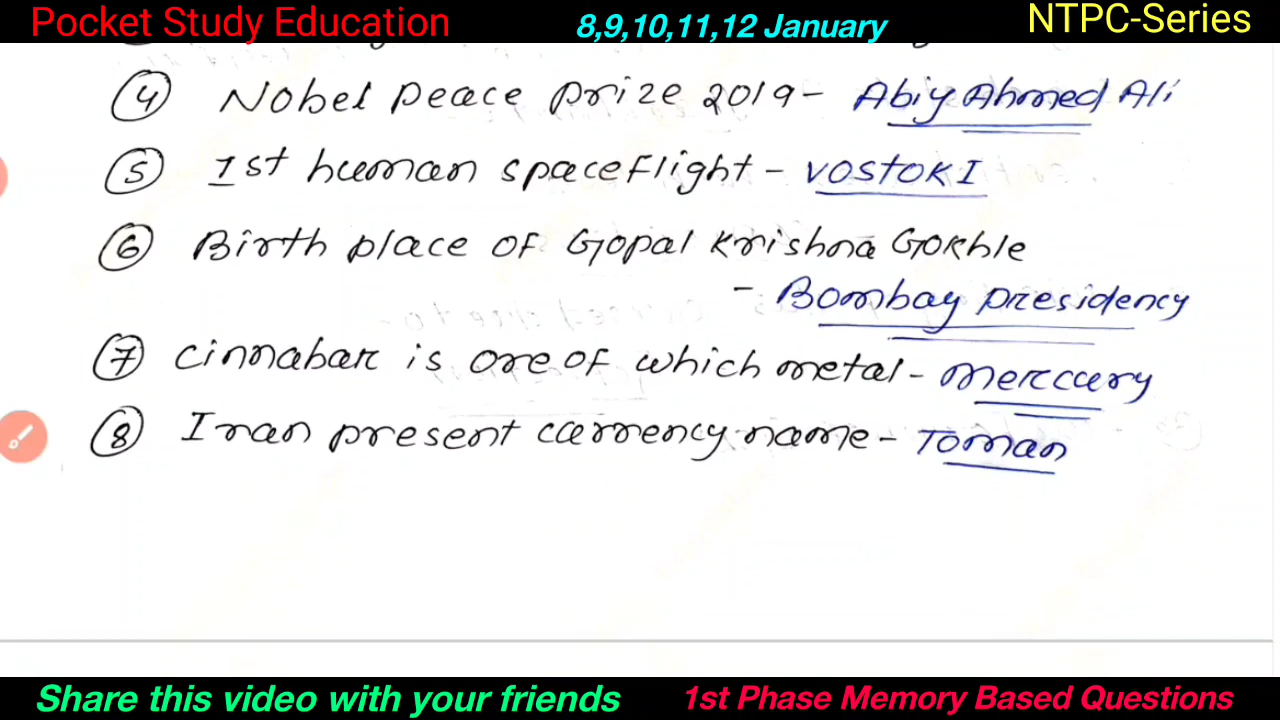 Pocket Study Education
8,9,10,11,12 January
NTPC-Series
④ Nobel peace prize 2019- Abiy Ahmed Ali
⑤ 1st human spaceflight - VOSTOK I
⑥ Birth place of Gopal Krishna Gokhle
- Bombay presidency
⑦ cinnabar is ore of which metal- mercury
⑧ Iran present currency name- Toman
Share this video with your friends
1st Phase Memory Based Questions